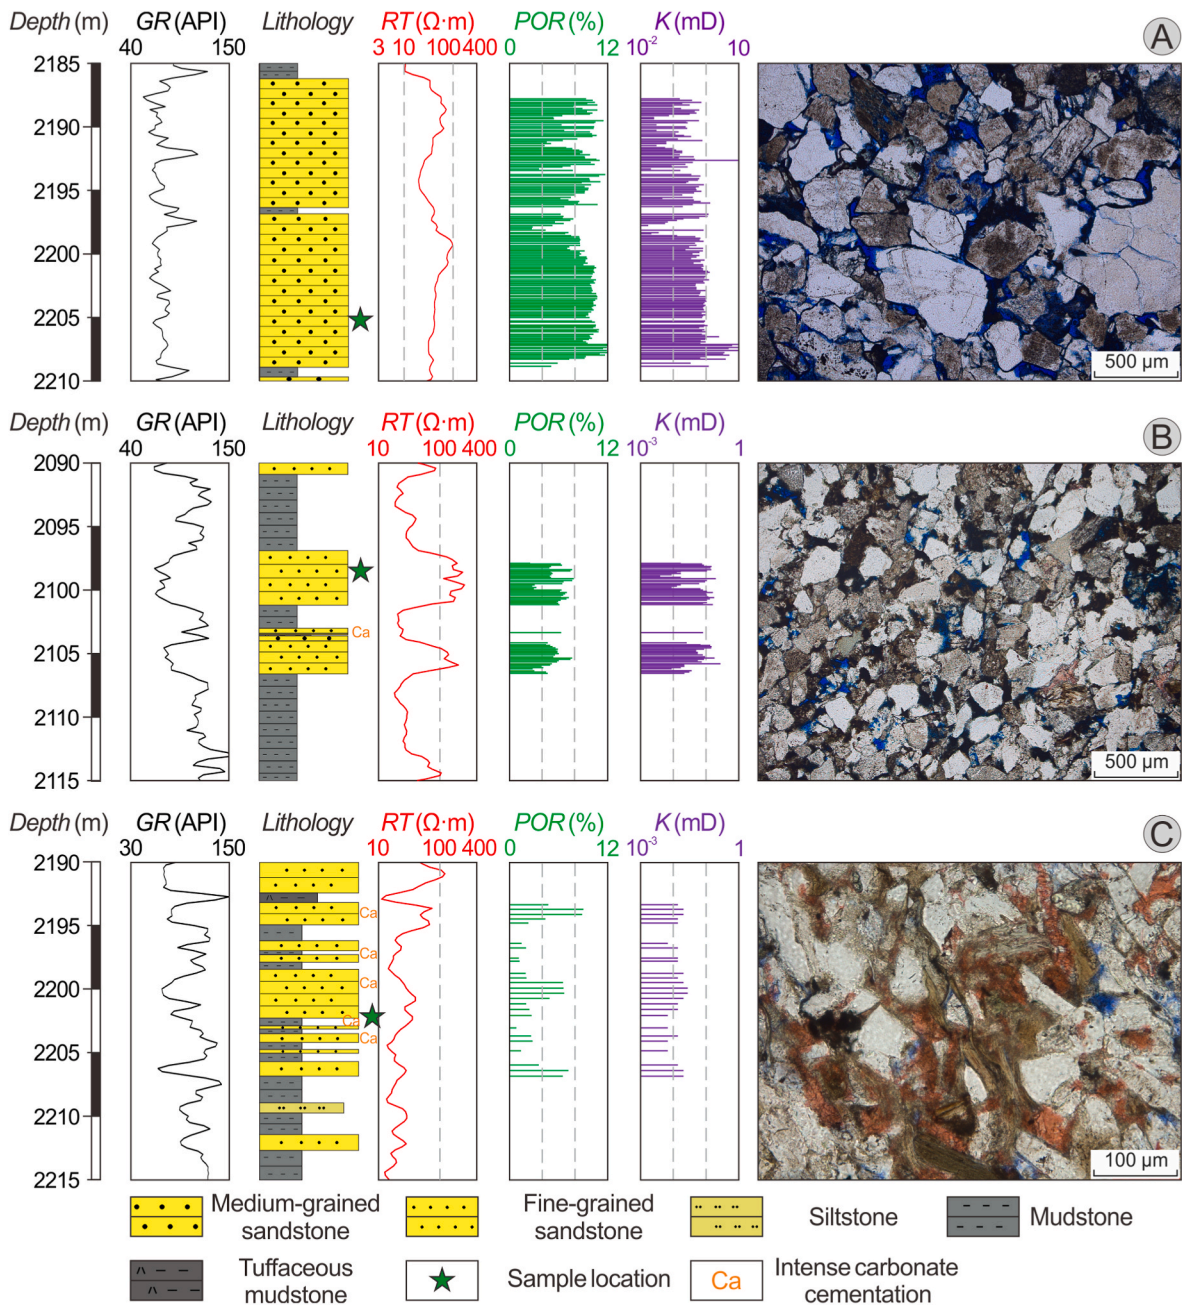 Depth (m) GR (API) Lithology RT (Ω·m) POR (%) K (mD) A
40 150 3 10 100 400 0 12 10-2 10
2185
2190
2195
2200
2205
2210
500 µm
Depth (m) GR (API) Lithology RT (Ω·m) POR (%) K (mD) B
40 150 10 100 400 0 12 10-3 1
2090
2095
2100
Ca
2105
2110
2115
500 µm
Depth (m) GR (API) Lithology RT (Ω·m) POR (%) K (mD) C
30 150 10 100 400 0 12 10-3 1
2190
Ca
2195
Ca
Ca
2200
Ca
Ca
2205
2210
2215
100 µm
Medium-grained sandstone
Fine-grained sandstone
Siltstone
Mudstone
Tuffaceous mudstone
Sample location
Ca
Intense carbonate cementation